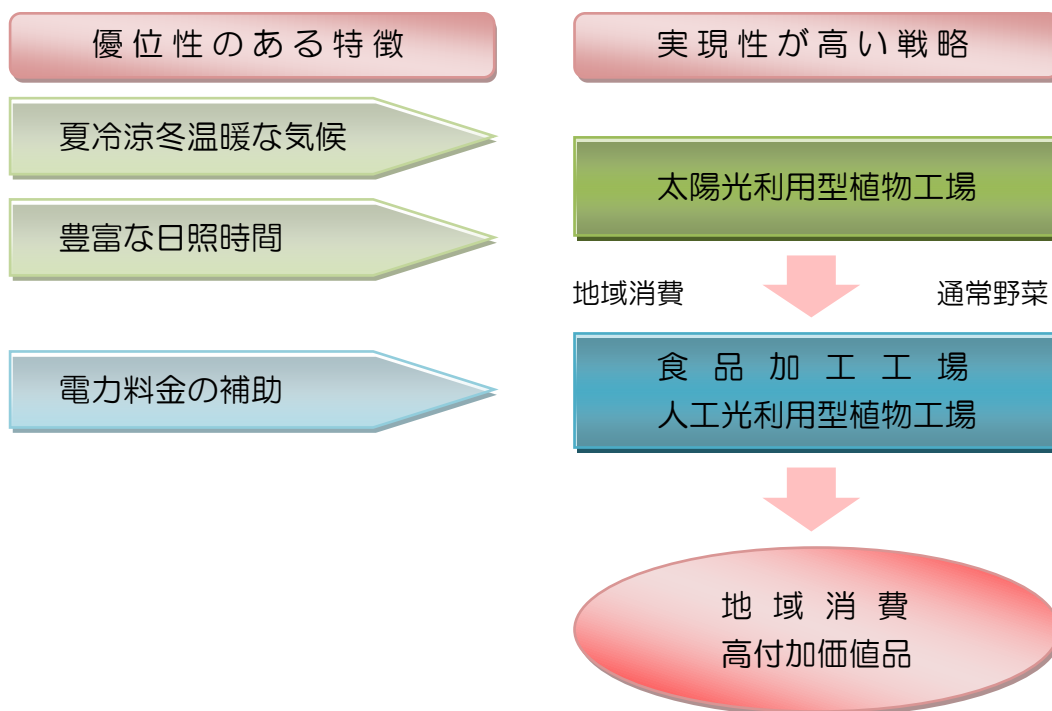 優位性のある特徴
夏冷涼冬温暖な気候
豊富な日照時間
電力料金の補助
実現性が高い戦略
太陽光利用型植物工場
地域消費
通常野菜
食品加工工場
人工光利用型植物工場
地域消費
高付加価値品